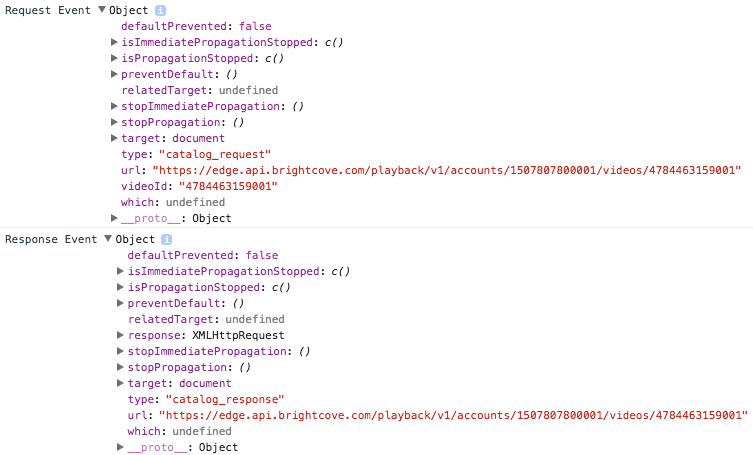 Request Event ▼Object i
defaultPrevented: false
▶isImmediatePropagationStopped: c()
▶isPropagationStopped: c()
▶preventDefault: ()
relatedTarget: undefined
▶stopImmediatePropagation: ()
▶stopPropagation: ()
▶target: document
type: "catalog_request"
url: "https://edge.api.brightcove.com/playback/v1/accounts/1507807800001/videos/4784463159001"
videoId: "4784463159001"
which: undefined
▶__proto__: Object
Response Event ▼Object i
defaultPrevented: false
▶isImmediatePropagationStopped: c()
▶isPropagationStopped: c()
▶preventDefault: ()
relatedTarget: undefined
▶response: XMLHttpRequest
▶stopImmediatePropagation: ()
▶stopPropagation: ()
▶target: document
type: "catalog_response"
url: "https://edge.api.brightcove.com/playback/v1/accounts/1507807800001/videos/4784463159001"
which: undefined
▶__proto__: Object